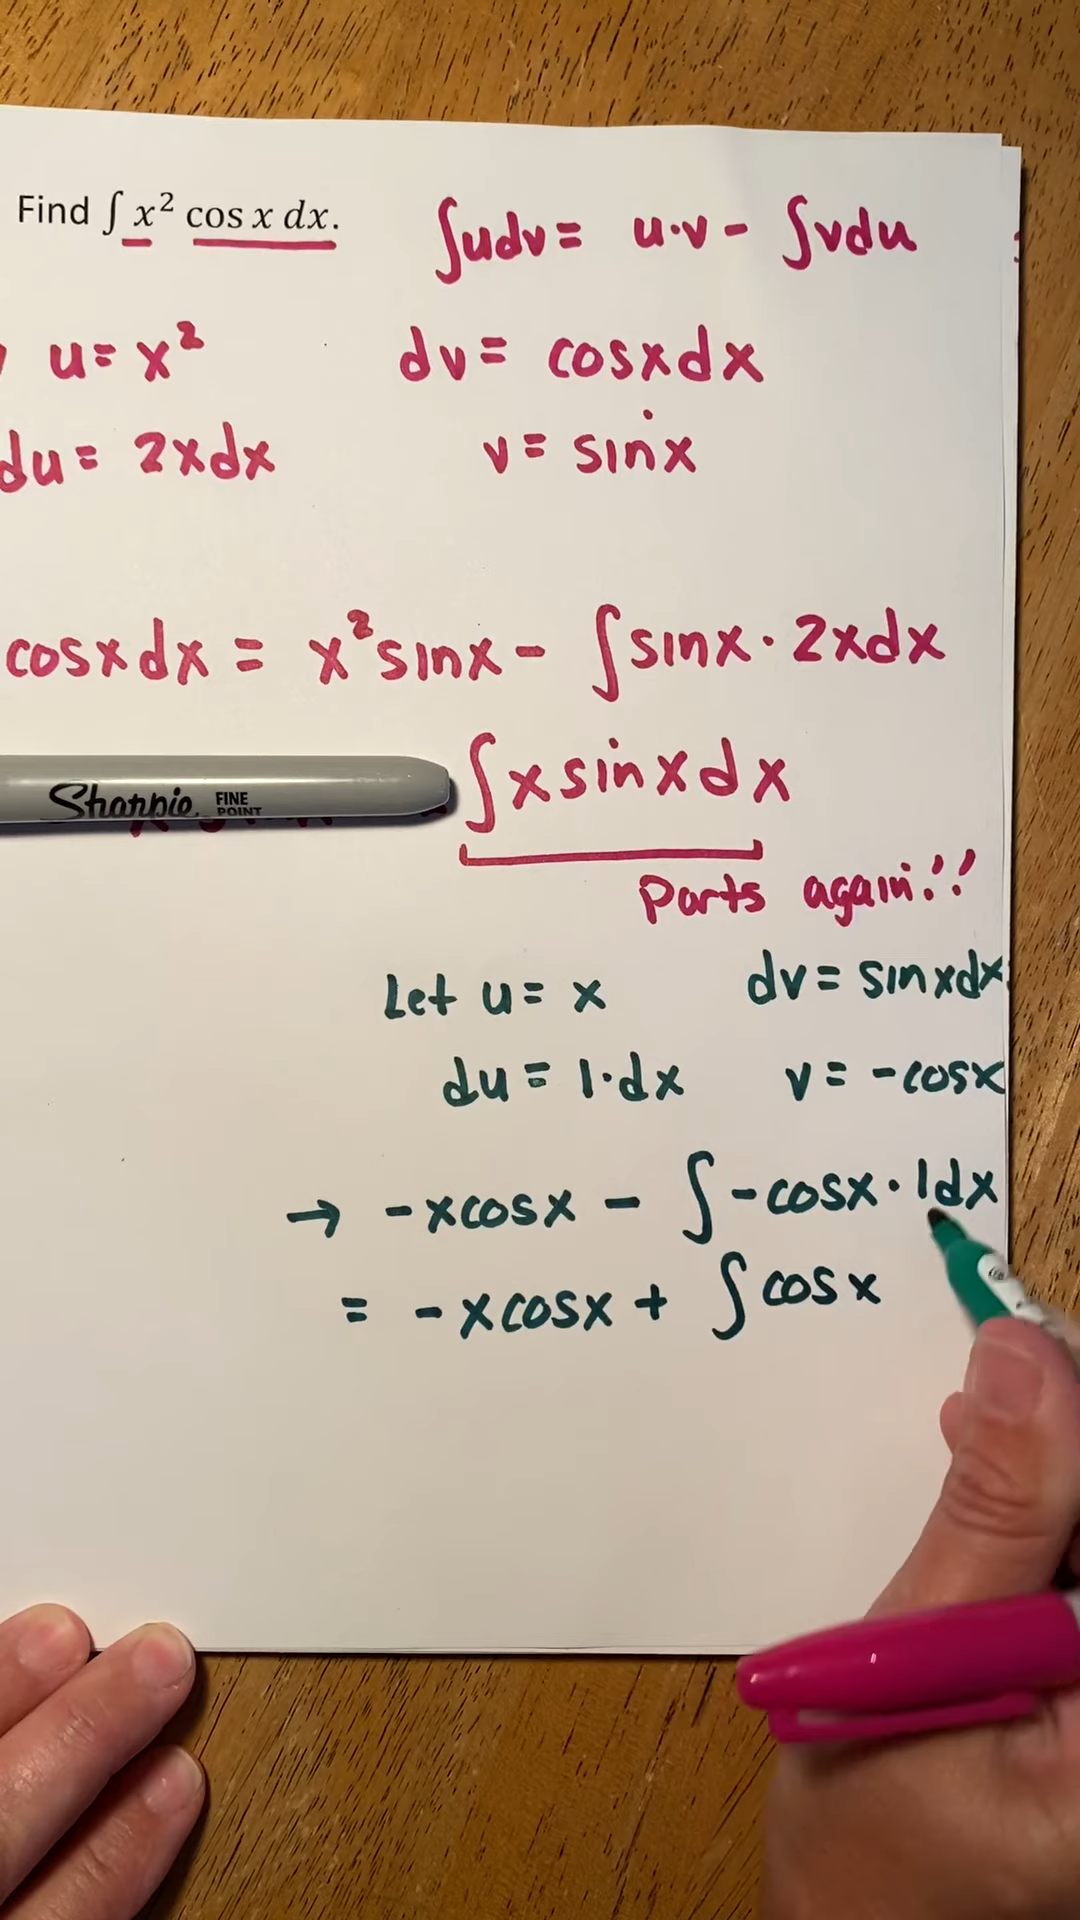 Find ∫ x² cos x dx.
∫udv = u·v - ∫vdu
u = x² dv = cosxdx
du = 2xdx v = sinx
cosxdx = x²sinx - ∫sinx·2xdx
∫xsinxdx
Sharpie FINE POINT
Parts again!!
Let u = x dv = sinxdx
du = 1·dx v = -cosx
→ -xcosx - ∫-cosx·1dx
= -xcosx + ∫cosx